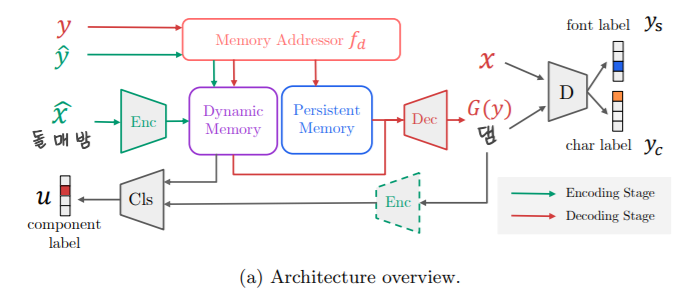 y
ŷ
Memory Addressor f_d
x̂
돌 매 밤
Enc
Dynamic
Memory
Persistent
Memory
Dec
x
G(y)
댐
D
font label y_s
char label y_c
u
component
label
Cls
Enc
Encoding Stage
Decoding Stage
(a) Architecture overview.